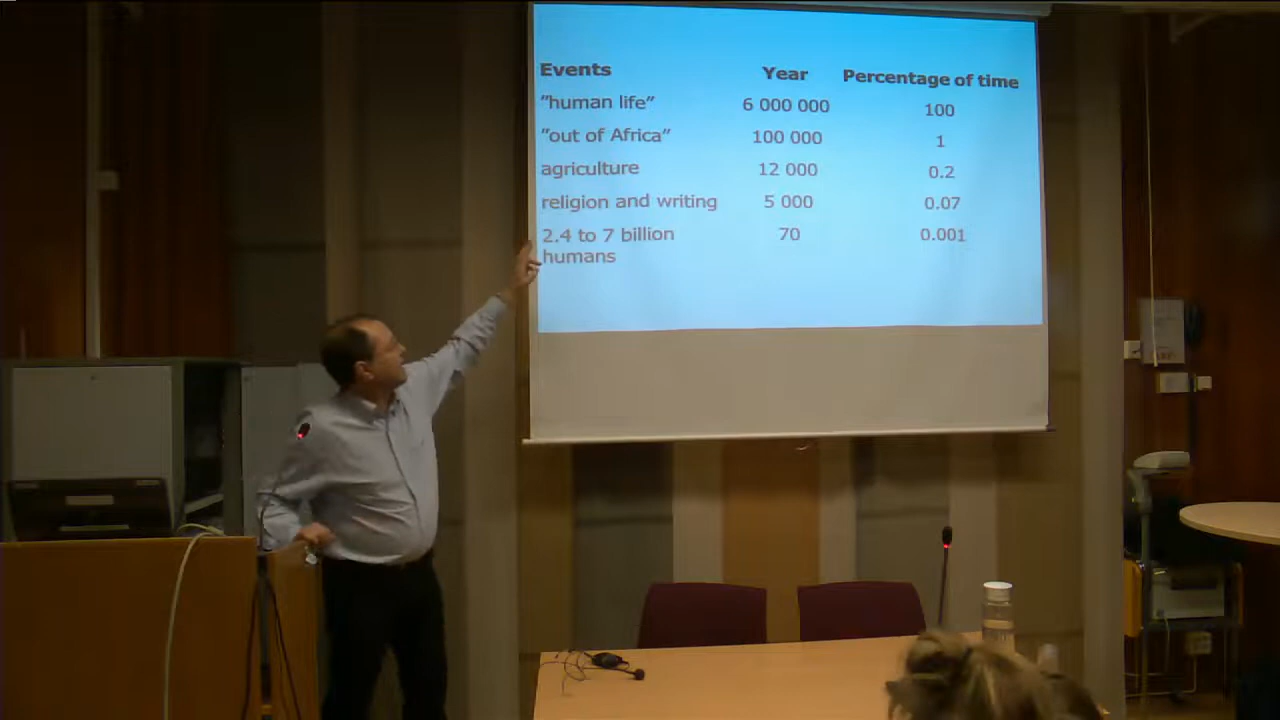 Events Year Percentage of time
”human life” 6 000 000 100
”out of Africa” 100 000 1
agriculture 12 000 0.2
religion and writing 5 000 0.07
2.4 to 7 billion 70 0.001
humans